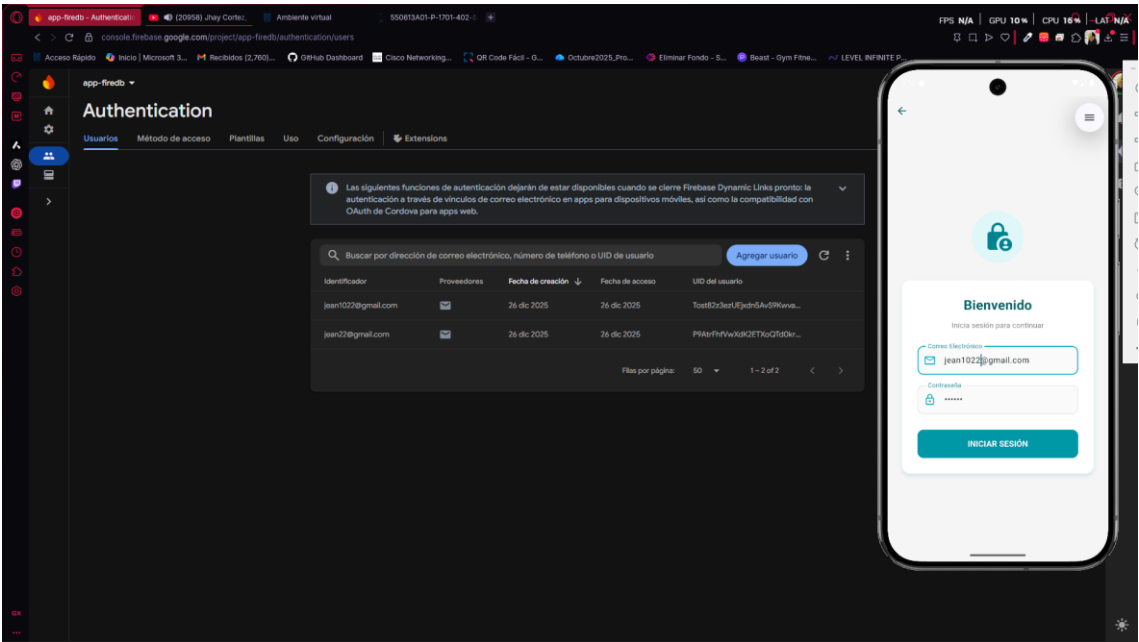 app-firedb - Authenticatic
(20958) Jhay Cortez.
Ambiente virtual
550613A01-P-1701-402-
FPS N/A GPU 10% CPU 16% LAT N/A
console.firebase.google.com/project/app-firedb/authentication/users
Acceso Rápido
Inicio | Microsoft 3...
Recibidos (2,760)...
GitHub Dashboard
Cisco Networking...
QR Code Fácil - G...
Octubre2025_Pro...
Eliminar Fondo - S...
Beast - Gym Fitne...
LEVEL INFINITE P...
app-firedb
Authentication
Usuarios
Método de acceso
Plantillas
Uso
Configuración
Extensions
Las siguientes funciones de autenticación dejarán de estar disponibles cuando se cierre Firebase Dynamic Links pronto: la
autenticación a través de vínculos de correo electrónico en apps para dispositivos móviles, así como la compatibilidad con
OAuth de Cordova para apps web.
Buscar por dirección de correo electrónico, número de teléfono o UID de usuario
Agregar usuario
Identificador Proveedores Fecha de creación Fecha de acceso UID del usuario
jean1022@gmail.com 26 dic 2025 26 dic 2025
jean22@gmail.com 26 dic 2025 26 dic 2025
Filas por página: 50 1 – 2 of 2
Bienvenido
Inicia sesión para continuar
Correo Electrónico
jean1022@gmail.com
Contraseña
••••••
INICIAR SESIÓN
GX